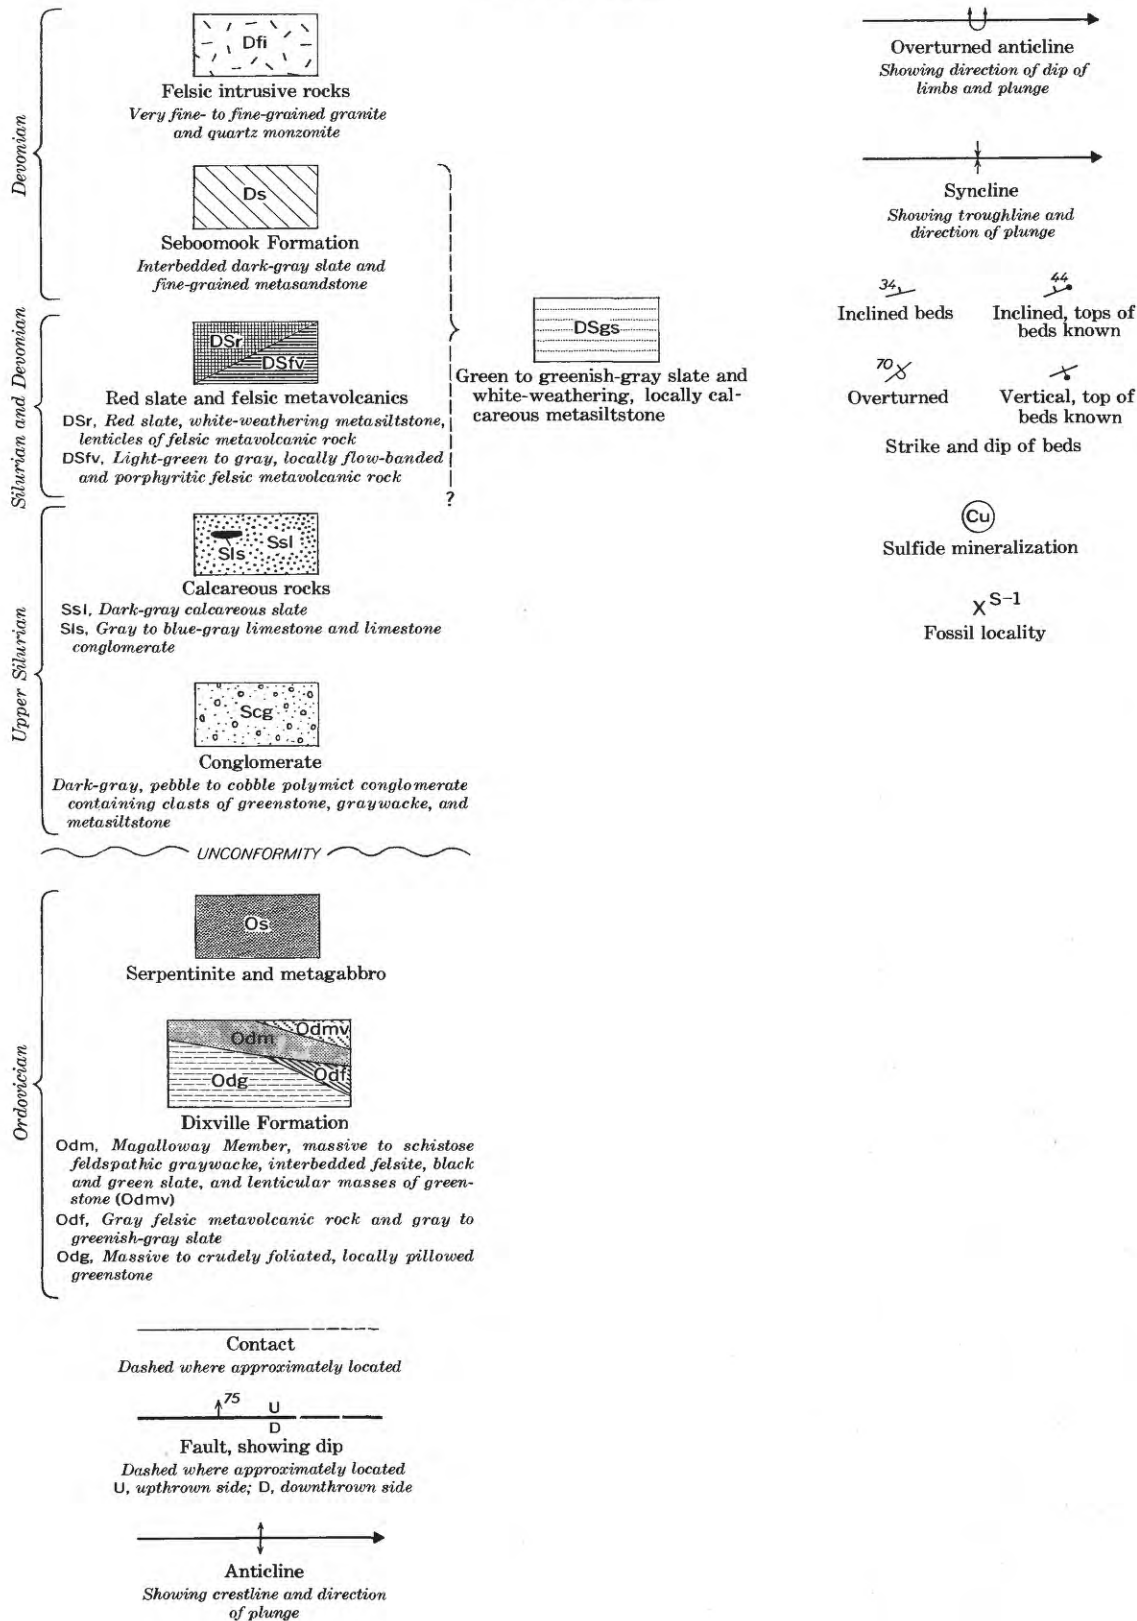 Devonian
Dfi
Felsic intrusive rocks
Very fine- to fine-grained granite
and quartz monzonite
Ds
Seboomook Formation
Interbedded dark-gray slate and
fine-grained metasandstone
Silurian and Devonian
DSr
DSfv
Red slate and felsic metavolcanics
DSr, Red slate, white-weathering metasiltstone,
lenticles of felsic metavolcanic rock
DSfv, Light-green to gray, locally flow-banded
and porphyritic felsic metavolcanic rock
?
DSgs
Green to greenish-gray slate and
white-weathering, locally cal-
careous metasiltstone
Upper Silurian
Sls
Ssl
Calcareous rocks
Ssl, Dark-gray calcareous slate
Sls, Gray to blue-gray limestone and limestone
conglomerate
Scg
Conglomerate
Dark-gray, pebble to cobble polymict conglomerate
containing clasts of greenstone, graywacke, and
metasiltstone
UNCONFORMITY
Ordovician
Os
Serpentinite and metagabbro
Odmv
Odm
Odf
Odg
Dixville Formation
Odm, Magalloway Member, massive to schistose
feldspathic graywacke, interbedded felsite, black
and green slate, and lenticular masses of green-
stone (Odmv)
Odf, Gray felsic metavolcanic rock and gray to
greenish-gray slate
Odg, Massive to crudely foliated, locally pillowed
greenstone
Contact
Dashed where approximately located
75
U
D
Fault, showing dip
Dashed where approximately located
U, upthrown side; D, downthrown side
Anticline
Showing crestline and direction
of plunge
Overturned anticline
Showing direction of dip of
limbs and plunge
Syncline
Showing troughline and
direction of plunge
34
Inclined beds
44
Inclined, tops of
beds known
70
Overturned
Vertical, top of
beds known
Strike and dip of beds
Cu
Sulfide mineralization
X S-1
Fossil locality